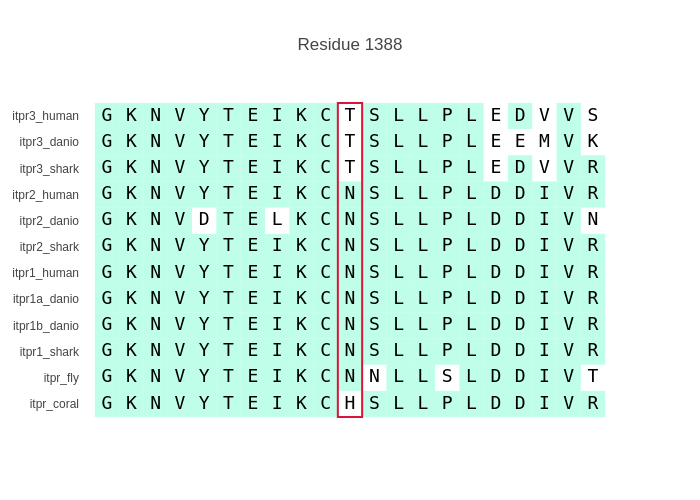 Residue 1388
itpr3_human G K N V Y T E I K C T S L L P L E D V V S
itpr3_danio G K N V Y T E I K C T S L L P L E E M V K
itpr3_shark G K N V Y T E I K C T S L L P L E D V V R
itpr2_human G K N V Y T E I K C N S L L P L D D I V R
itpr2_danio G K N V D T E L K C N S L L P L D D I V N
itpr2_shark G K N V Y T E I K C N S L L P L D D I V R
itpr1_human G K N V Y T E I K C N S L L P L D D I V R
itpr1a_danio G K N V Y T E I K C N S L L P L D D I V R
itpr1b_danio G K N V Y T E I K C N S L L P L D D I V R
itpr1_shark G K N V Y T E I K C N S L L P L D D I V R
itpr_fly G K N V Y T E I K C N N L L S L D D I V T
itpr_coral G K N V Y T E I K C H S L L P L D D I V R